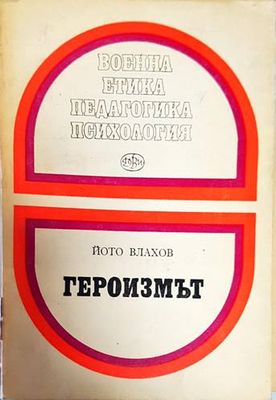 ВОЕННА
ЕТИКА
ПЕДАГОГИКА
ПСИХОЛОГИЯ
ЙОТО ВЛАХОВ
ГЕРОИЗМЪТ